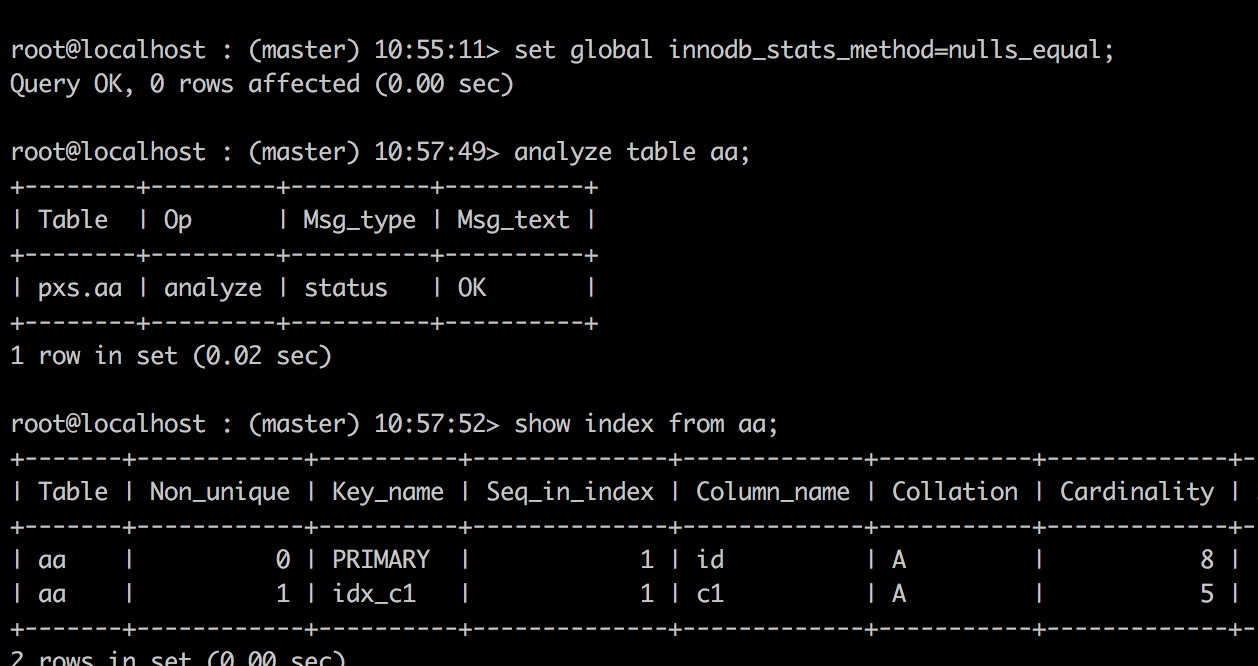 root@localhost : (master) 10:55:11> set global innodb_stats_method=nulls_equal;
Query OK, 0 rows affected (0.00 sec)
root@localhost : (master) 10:57:49> analyze table aa;
+--------+---------+----------+----------+
| Table  | Op      | Msg_type | Msg_text |
+--------+---------+----------+----------+
| pxs.aa | analyze | status   | OK       |
+--------+---------+----------+----------+
1 row in set (0.02 sec)
root@localhost : (master) 10:57:52> show index from aa;
+-------+------------+----------+--------------+-------------+-----------+-------------+-
| Table | Non_unique | Key_name | Seq_in_index | Column_name | Collation | Cardinality |
+-------+------------+----------+--------------+-------------+-----------+-------------+-
| aa    |          0 | PRIMARY  |            1 | id          | A         |           8 |
| aa    |          1 | idx_c1   |            1 | c1          | A         |           5 |
+-------+------------+----------+--------------+-------------+-----------+-------------+-
2 rows in set (0.00 sec)